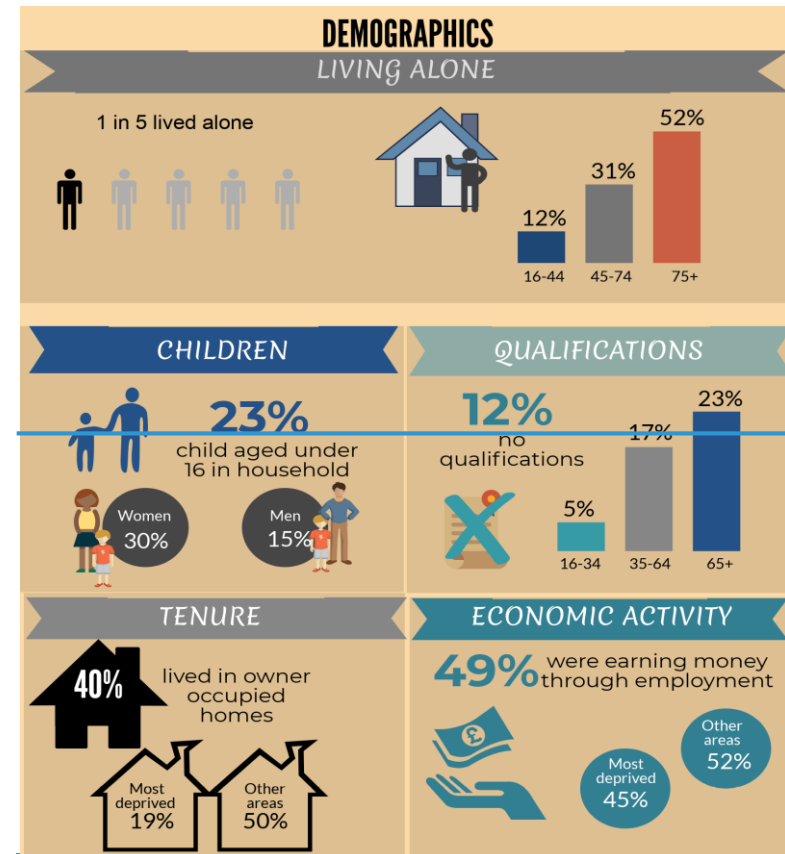 DEMOGRAPHICS
LIVING ALONE
1 in 5 lived alone
12%
31%
52%
16-44
45-74
75+
CHILDREN
23%
child aged under
16 in household
Women
30%
Men
15%
QUALIFICATIONS
12%
no
qualifications
5%
17%
23%
16-34
35-64
65+
TENURE
40%
lived in owner
occupied
homes
Most
deprived
19%
Other
areas
50%
ECONOMIC ACTIVITY
49% were earning money
through employment
£
Most
deprived
45%
Other
areas
52%